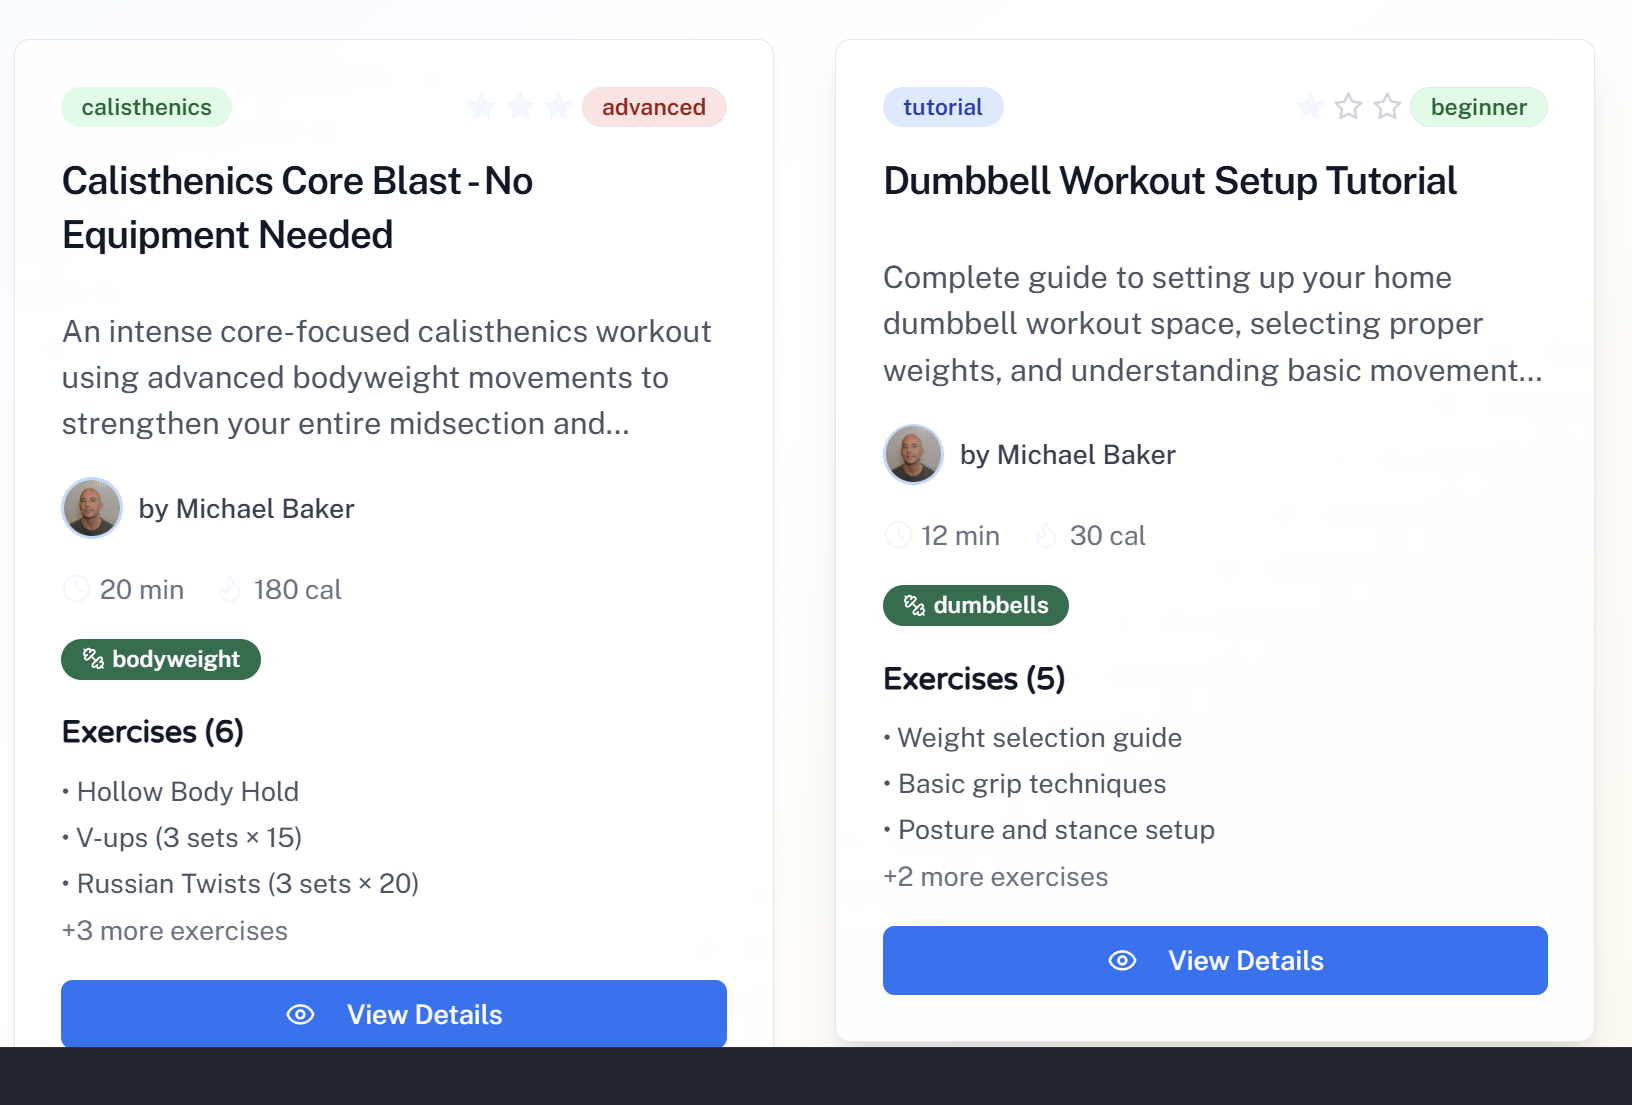 calisthenics
advanced
Calisthenics Core Blast - No
Equipment Needed
An intense core-focused calisthenics workout
using advanced bodyweight movements to
strengthen your entire midsection and...
by Michael Baker
20 min 180 cal
bodyweight
Exercises (6)
• Hollow Body Hold
• V-ups (3 sets × 15)
• Russian Twists (3 sets × 20)
+3 more exercises
View Details
tutorial
beginner
Dumbbell Workout Setup Tutorial
Complete guide to setting up your home
dumbbell workout space, selecting proper
weights, and understanding basic movement...
by Michael Baker
12 min 30 cal
dumbbells
Exercises (5)
• Weight selection guide
• Basic grip techniques
• Posture and stance setup
+2 more exercises
View Details